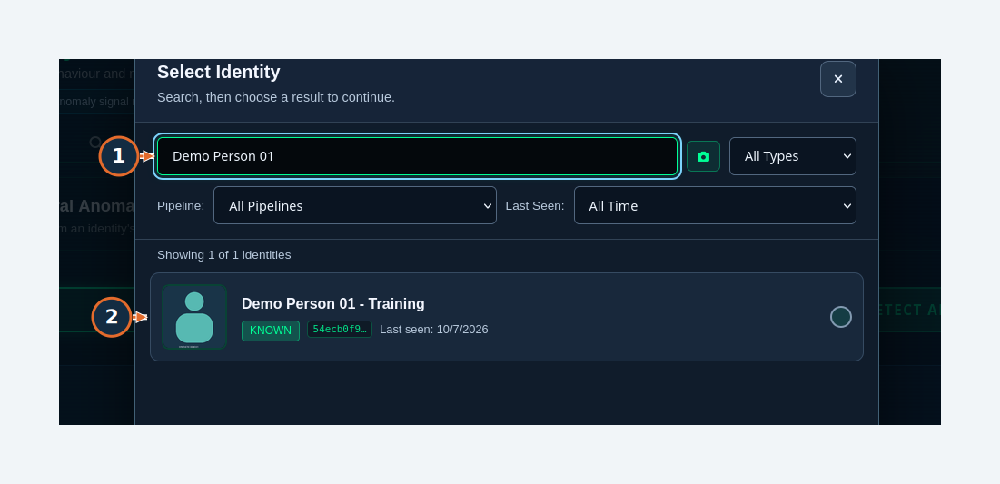 haviour and m
nomaly signal r
al Anoma
m an identity's
ETECT A
Select Identity
Search, then choose a result to continue.
×
1
Demo Person 01
All Types
Pipeline:
All Pipelines
Last Seen:
All Time
Showing 1 of 1 identities
2
Demo Person 01 - Training
KNOWN
54ecb0f9…
Last seen: 10/7/2026